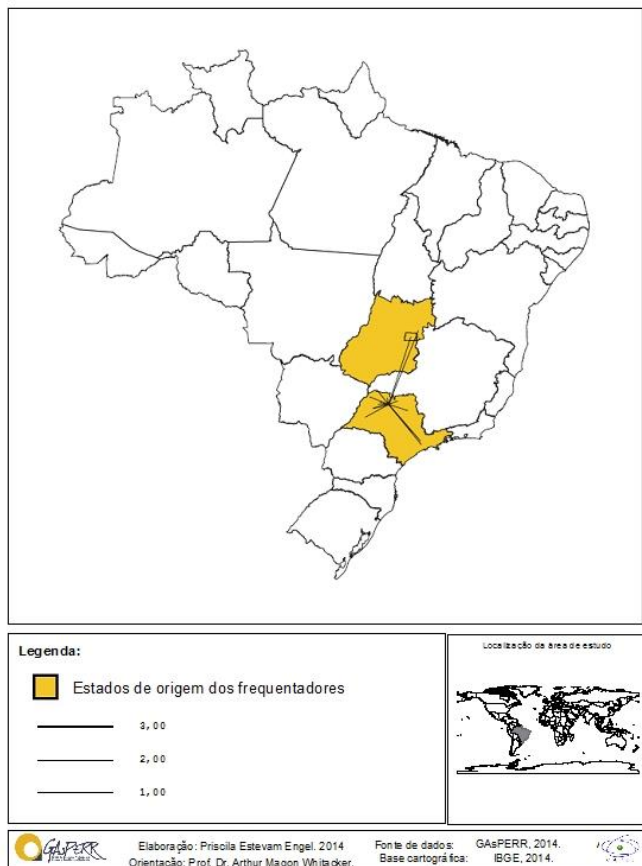 Legenda:
Estados de origem dos frequentadores
3,00
2,00
1,00
Localização da área de estudo
GAsPERR
Elaboração: Priscila Estevam Engel. 2014
Orientação: Prof. Dr. Arthur Magon Whitacker.
Fonte de dados: GAsPERR, 2014.
Base cartográfica: IBGE, 2014.